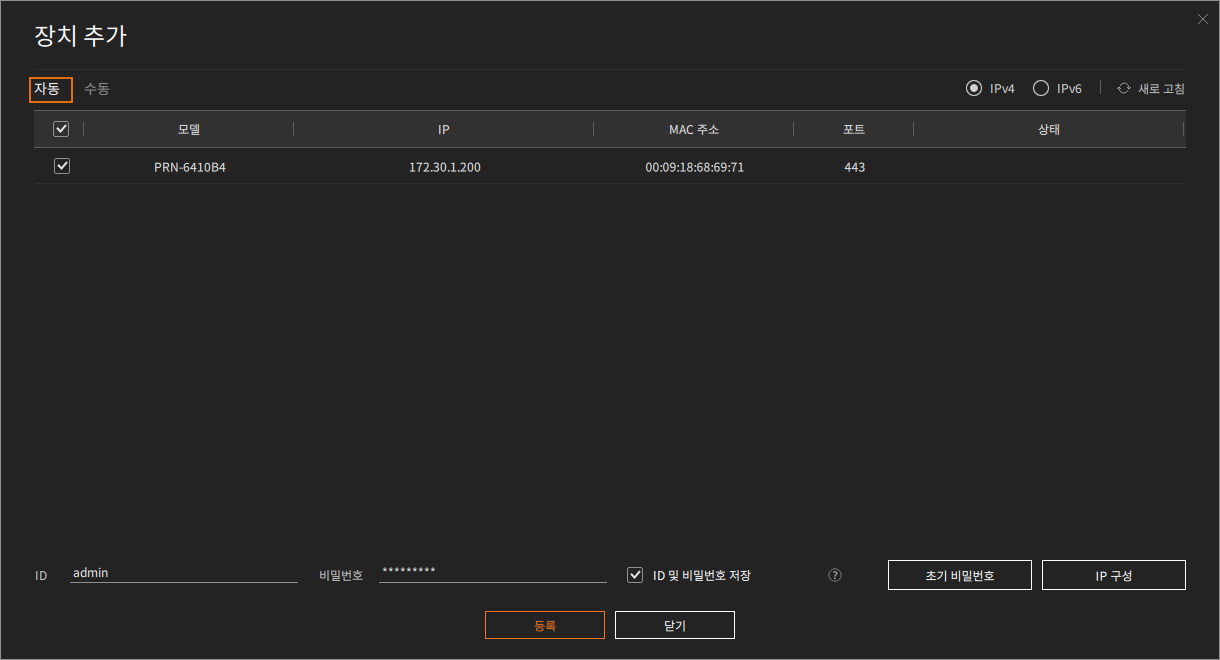 장치 추가
자동 수동 IPv4 IPv6 새로 고침
모델 IP MAC 주소 포트 상태
PRN-6410B4 172.30.1.200 00:09:18:68:69:71 443
ID admin 비밀번호 ********* ID 및 비밀번호 저장 ? 초기 비밀번호 IP 구성
등록 닫기